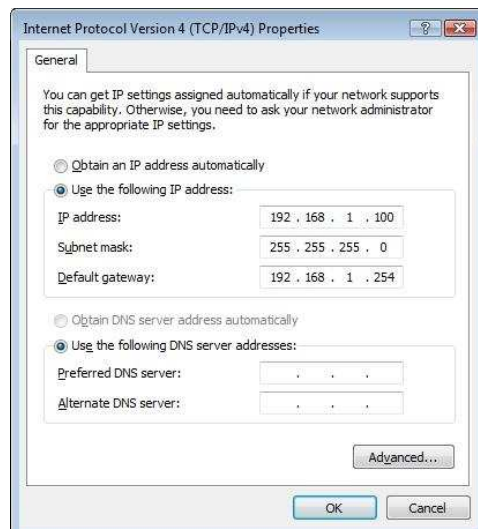 Internet Protocol Version 4 (TCP/IPv4) Properties
General
You can get IP settings assigned automatically if your network supports
this capability. Otherwise, you need to ask your network administrator
for the appropriate IP settings.
Obtain an IP address automatically
Use the following IP address:
IP address: 192 . 168 . 1 . 100
Subnet mask: 255 . 255 . 255 . 0
Default gateway: 192 . 168 . 1 . 254
Obtain DNS server address automatically
Use the following DNS server addresses:
Preferred DNS server: . . .
Alternate DNS server: . . .
Advanced...
OK Cancel